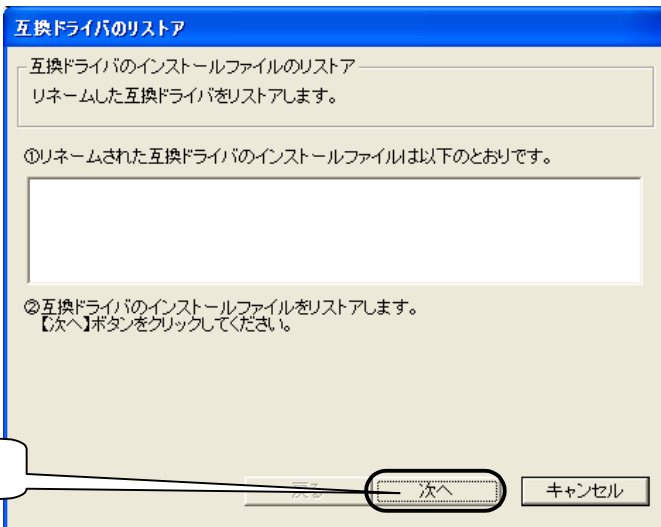 互換ドライバのリストア
互換ドライバのインストールファイルのリストア
リネームした互換ドライバをリストアします。
①リネームされた互換ドライバのインストールファイルは以下のとおりです。
②互換ドライバのインストールファイルをリストアします。
【次へ】ボタンをクリックしてください。
戻る 次へ キャンセル